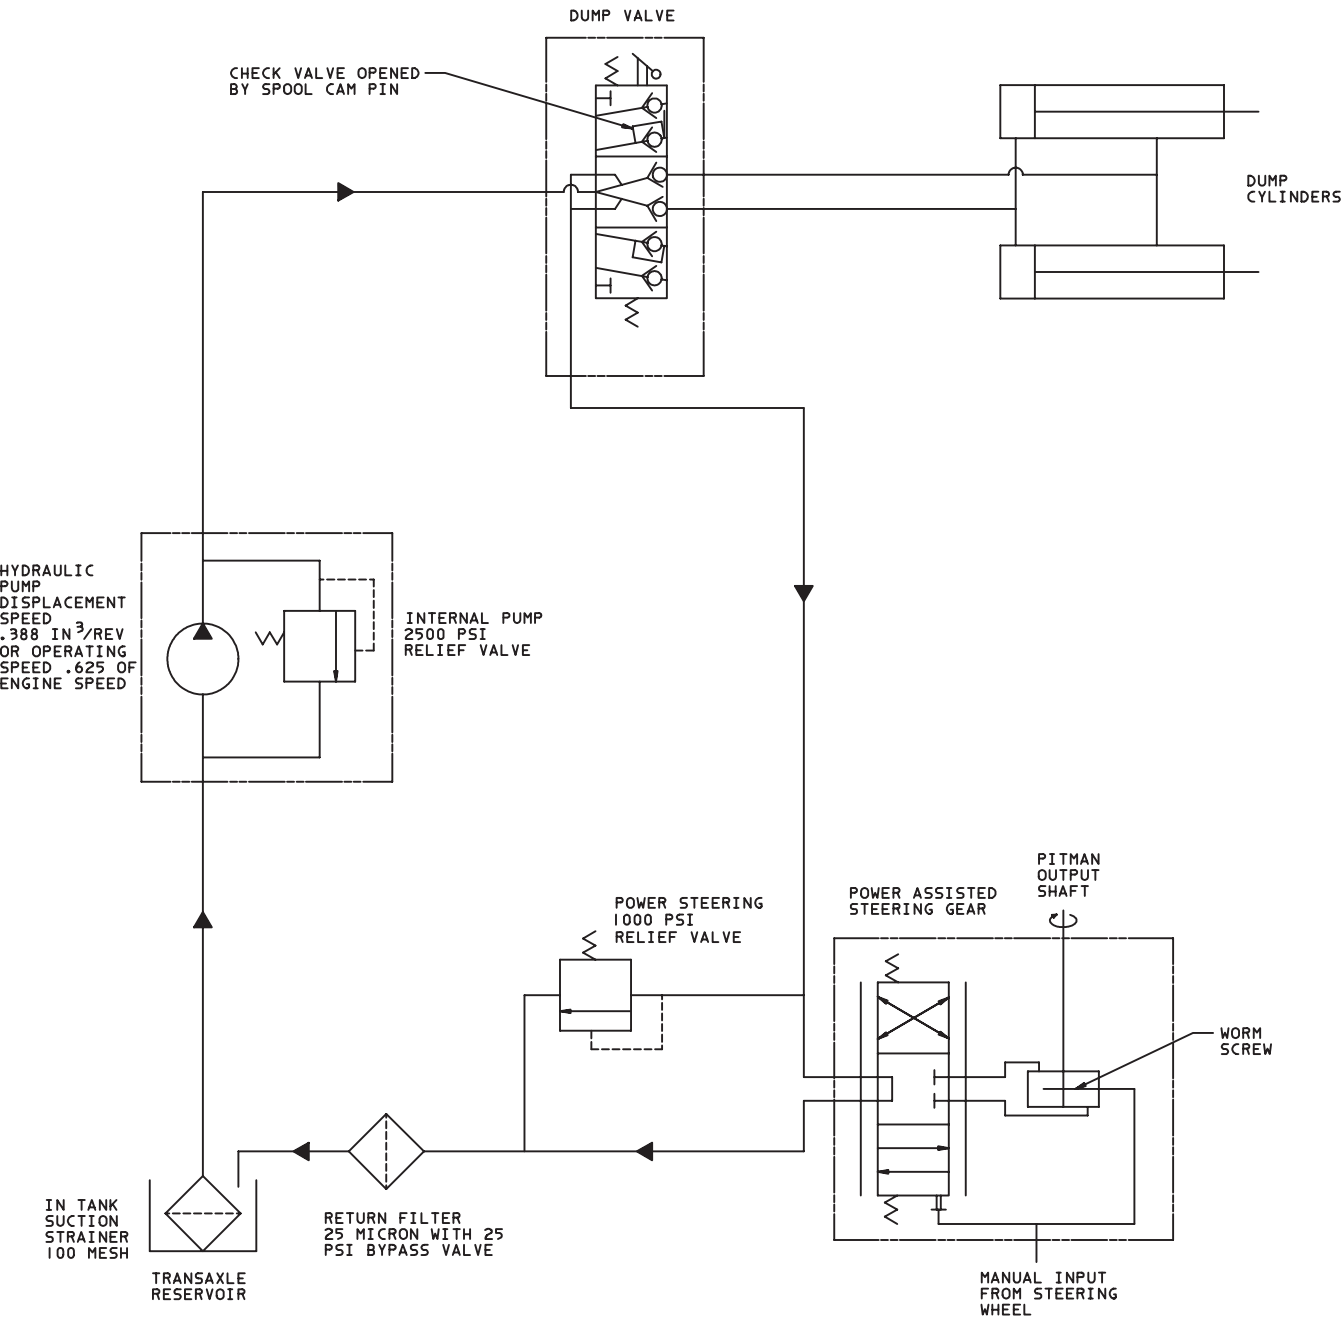 DUMP VALVE
CHECK VALVE OPENED
BY SPOOL CAM PIN
DUMP
CYLINDERS
HYDRAULIC
PUMP
DISPLACEMENT
SPEED
.388 IN³/REV
OR OPERATING
SPEED .625 OF
ENGINE SPEED
INTERNAL PUMP
2500 PSI
RELIEF VALVE
PITMAN
OUTPUT
SHAFT
POWER ASSISTED
STEERING GEAR
POWER STEERING
1000 PSI
RELIEF VALVE
WORM
SCREW
IN TANK
SUCTION
STRAINER
100 MESH
RETURN FILTER
25 MICRON WITH 25
PSI BYPASS VALVE
TRANSAXLE
RESERVOIR
MANUAL INPUT
FROM STEERING
WHEEL